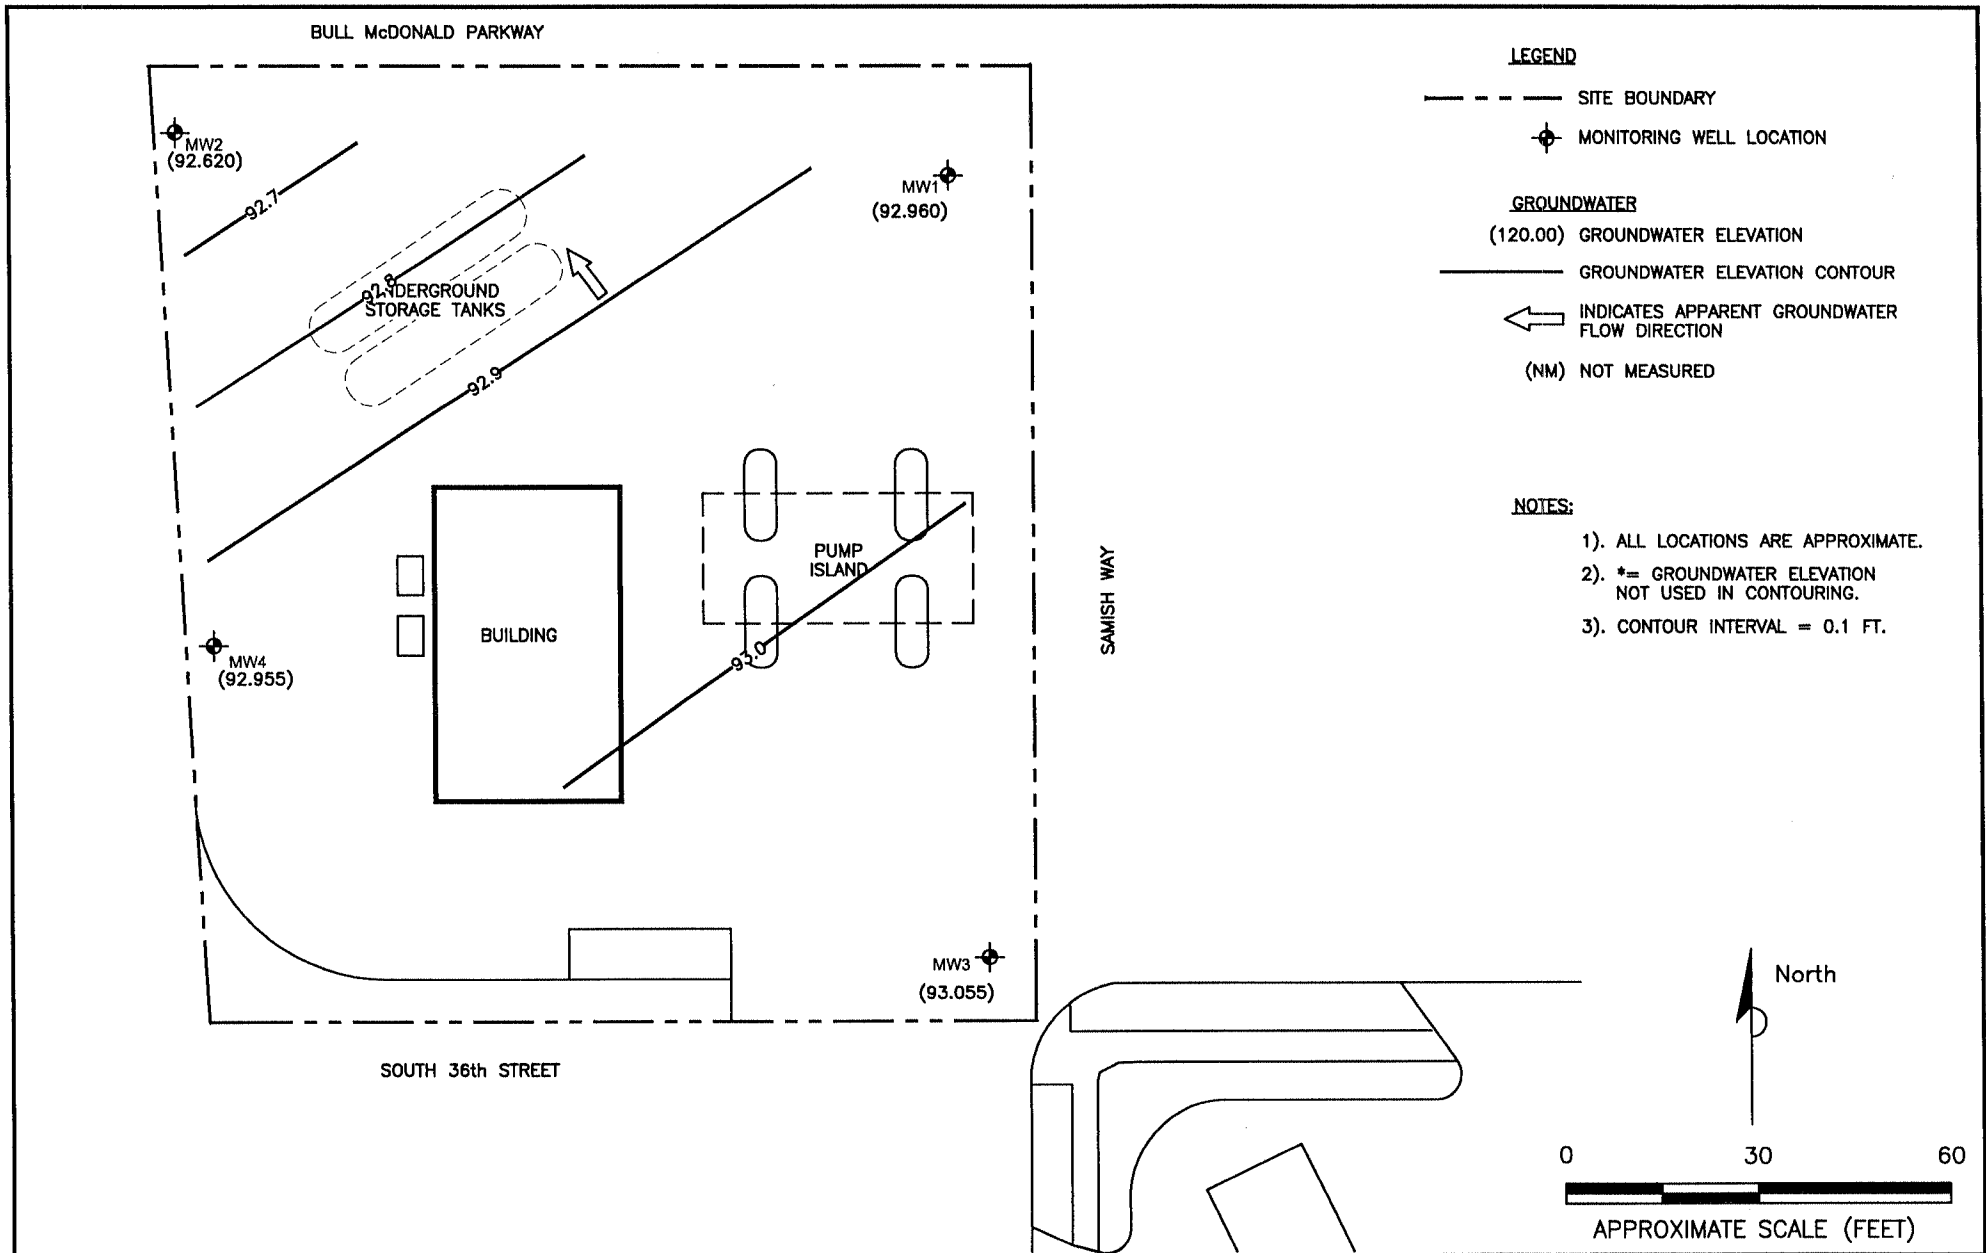 BULL McDONALD PARKWAY
MW2
(92.620)
92.7
MW1
(92.960)
92.8
UNDERGROUND
STORAGE TANKS
92.9
PUMP
ISLAND
BUILDING
93.0
MW4
(92.955)
SAMISH WAY
MW3
(93.055)
SOUTH 36th STREET
LEGEND
SITE BOUNDARY
MONITORING WELL LOCATION
GROUNDWATER
(120.00) GROUNDWATER ELEVATION
GROUNDWATER ELEVATION CONTOUR
INDICATES APPARENT GROUNDWATER
FLOW DIRECTION
(NM) NOT MEASURED
NOTES:
1). ALL LOCATIONS ARE APPROXIMATE.
2). *= GROUNDWATER ELEVATION
NOT USED IN CONTOURING.
3). CONTOUR INTERVAL = 0.1 FT.
North
0 30 60
APPROXIMATE SCALE (FEET)